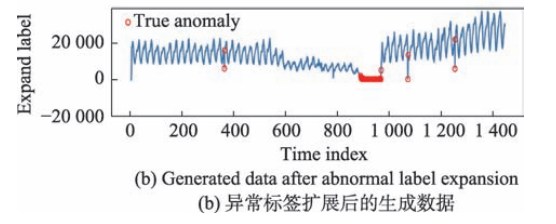 True anomaly
Expand label
20 000
0
−20 000
0 200 400 600 800 1 000 1 200 1 400
Time index
(b) Generated data after abnormal label expansion
(b) 异常标签扩展后的生成数据